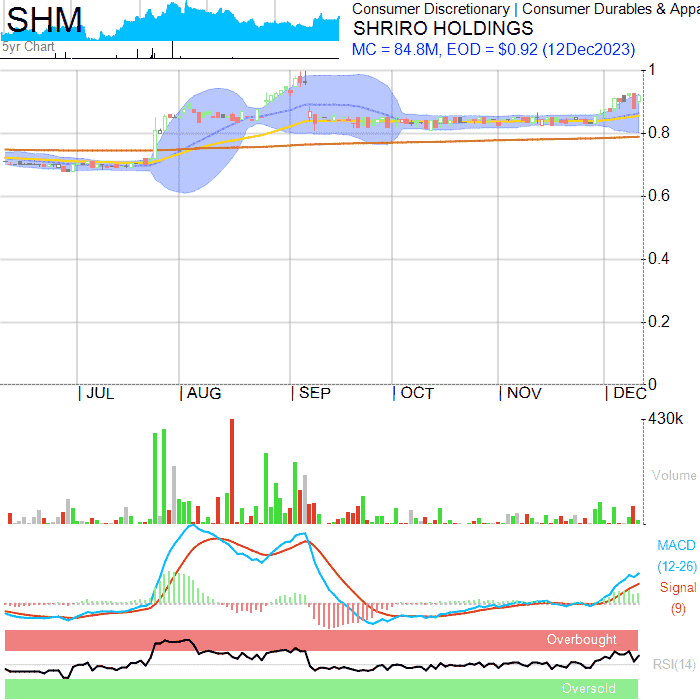 SHM
5yr Chart
Consumer Discretionary | Consumer Durables & Appa
SHRIRO HOLDINGS
MC = 84.8M, EOD = $0.92 (12Dec2023)
1
0.8
0.6
0.4
0.2
0
| JUL | AUG | SEP | OCT | NOV | DEC
430k
Volume
MACD
(12-26)
Signal
(9)
Overbought
RSI(14)
Oversold